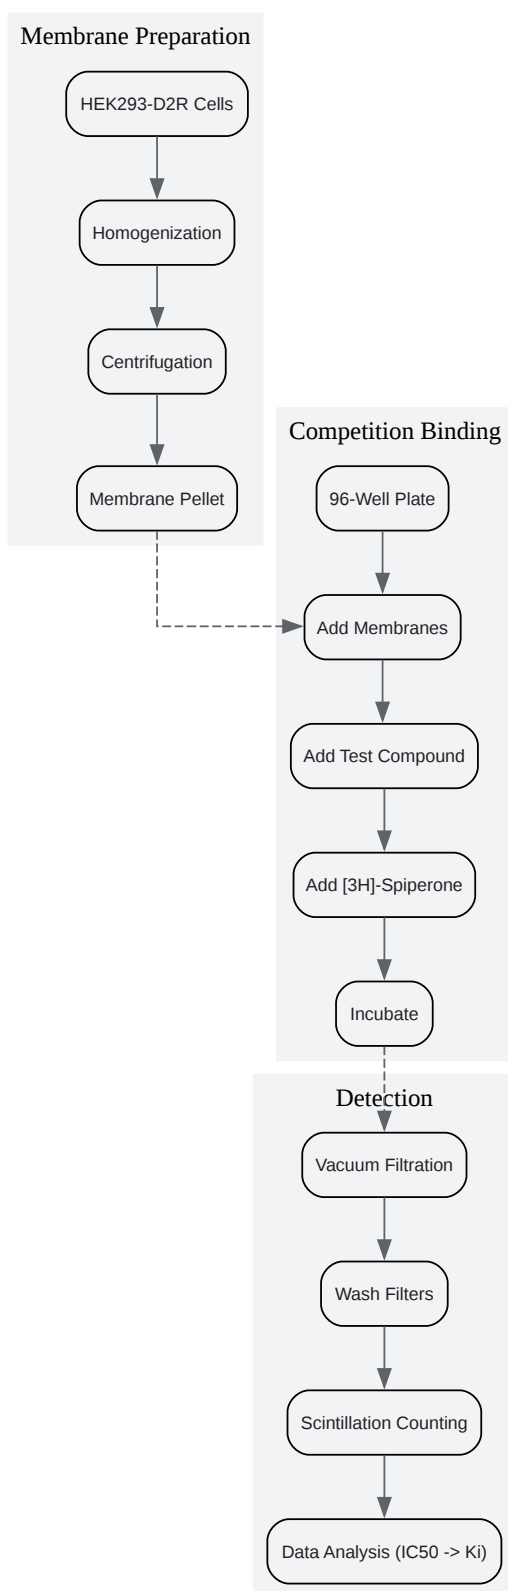 Membrane Preparation
HEK293-D2R Cells
Homogenization
Centrifugation
Membrane Pellet
Competition Binding
96-Well Plate
Add Membranes
Add Test Compound
Add [3H]-Spiperone
Incubate
Detection
Vacuum Filtration
Wash Filters
Scintillation Counting
Data Analysis (IC50 -> Ki)